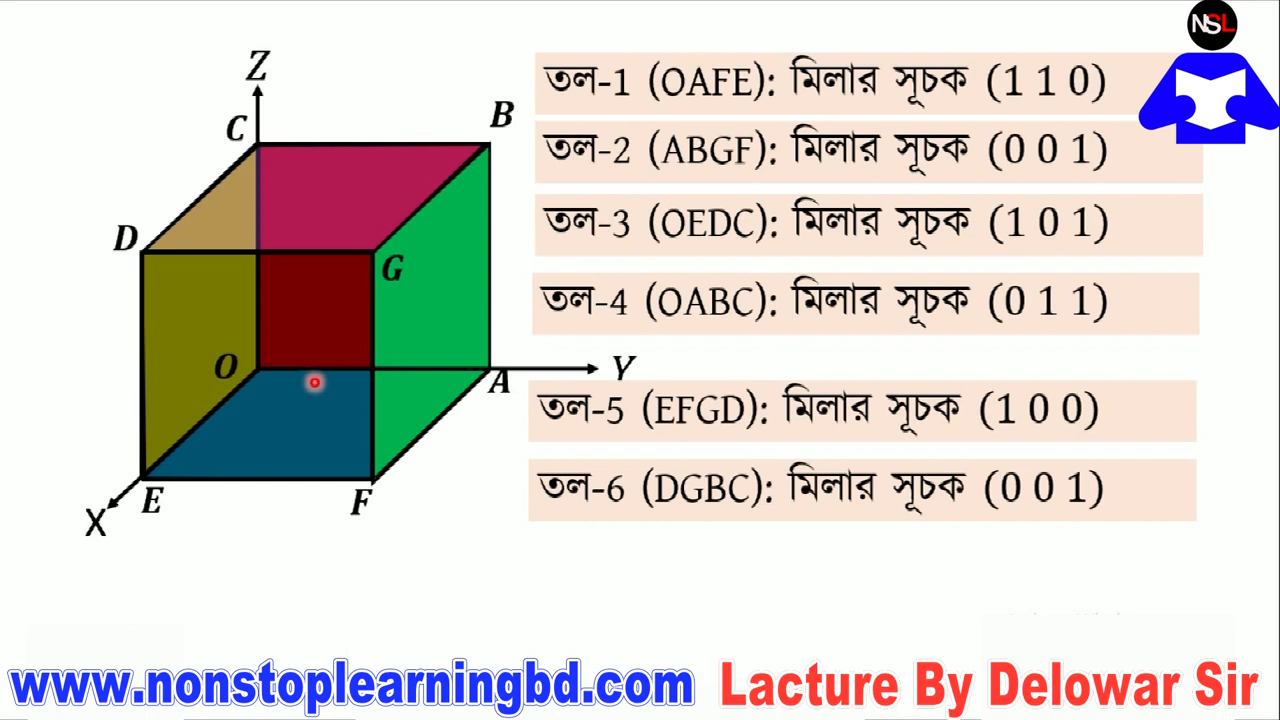 NSL
Z
C
B
D
G
O
A
Y
E
F
X
তল-1 (OAFE): মিলার সূচক (1 1 0)
তল-2 (ABGF): মিলার সূচক (0 0 1)
তল-3 (OEDC): মিলার সূচক (1 0 1)
তল-4 (OABC): মিলার সূচক (0 1 1)
তল-5 (EFGD): মিলার সূচক (1 0 0)
তল-6 (DGBC): মিলার সূচক (0 0 1)
www.nonstoplearningbd.com Lacture By Delowar Sir